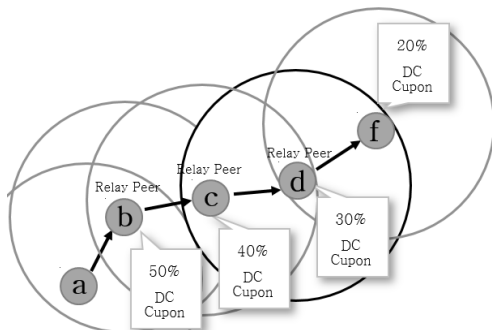 20%
DC
Cupon
f
Relay Peer
d
Relay Peer
c
Relay Peer
b
a
30%
DC
Cupon
40%
DC
Cupon
50%
DC
Cupon